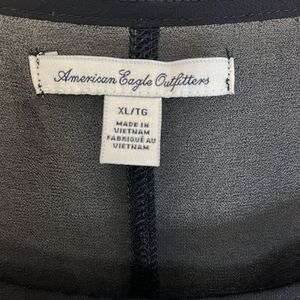 American Eagle Outfitters
XL/TG
MADE IN
VIETNAM
FABRIQUÉ AU
VIETNAM